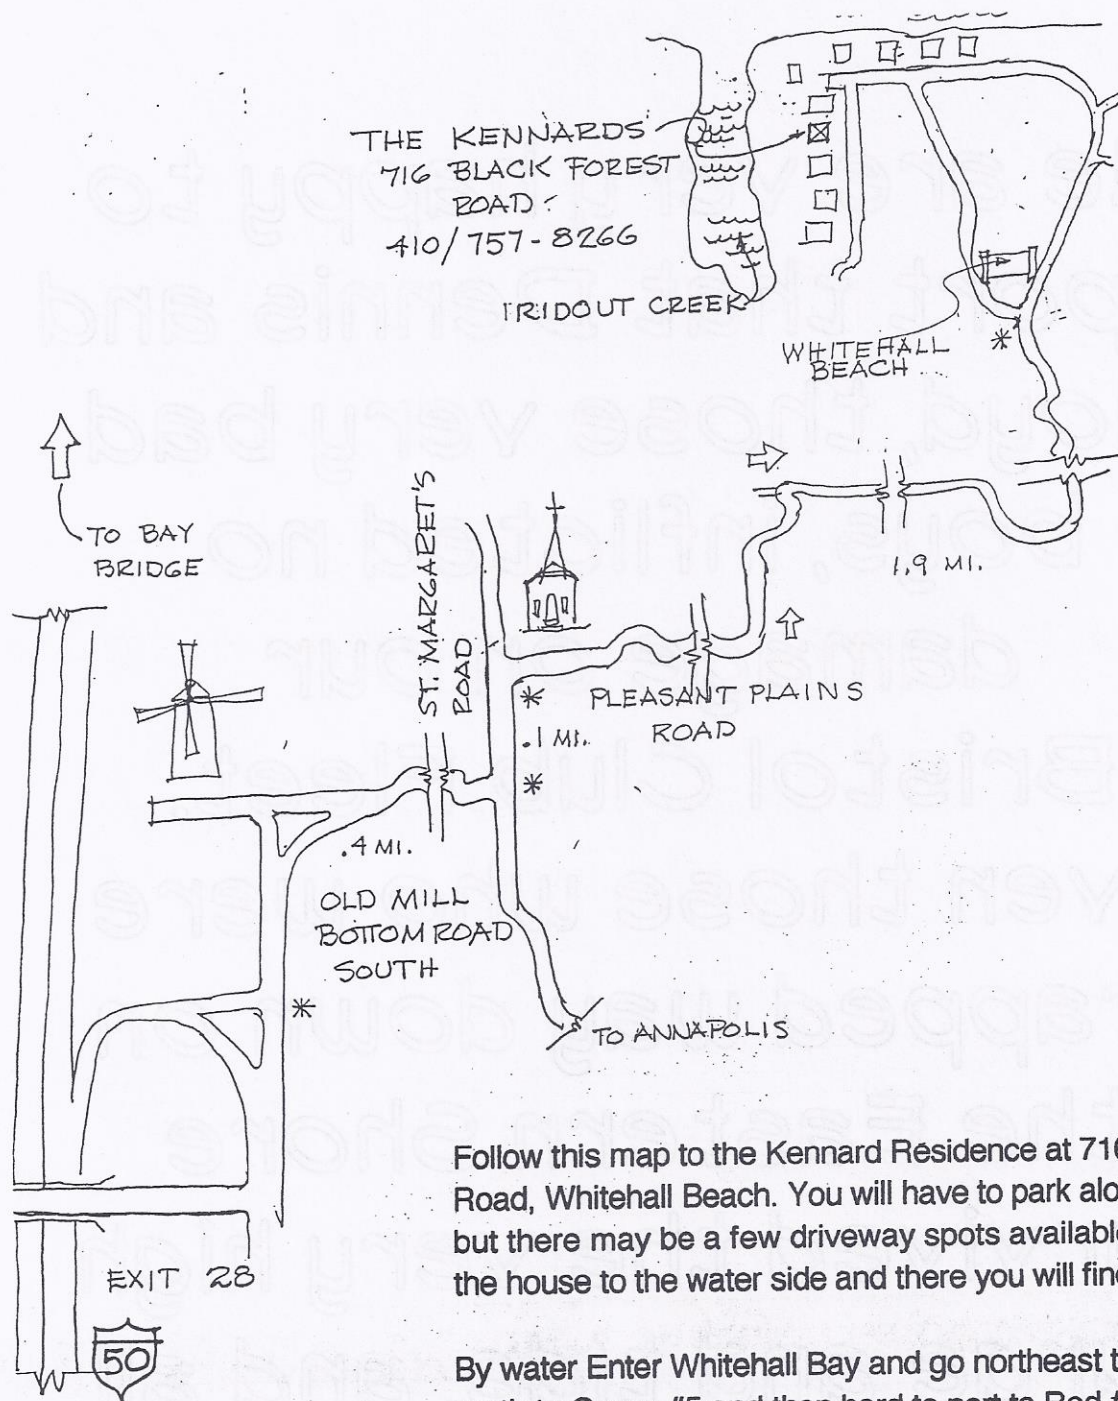 THE KENNARDS
716 BLACK FOREST
ROAD
410/757-8266
RIDOUT CREEK
WHITEHALL
BEACH
TO BAY
BRIDGE
ST. MARGARET'S
ROAD
1.9 MI.
PLEASANT PLAINS
ROAD
* .1 MI.
*
.4 MI.
OLD MILL
BOTTOM ROAD
SOUTH
*
TO ANNAPOLIS
EXIT 28
50
Follow this map to the Kennard Residence at 716
Road, Whitehall Beach. You will have to park alo
but there may be a few driveway spots available
the house to the water side and there you will find
By water Enter Whitehall Bay and go northeast t